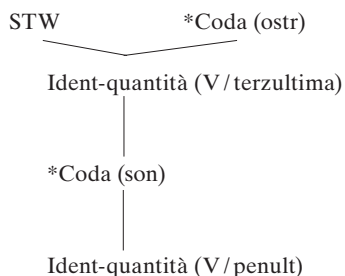 STW *Coda (ostr)
Ident-quantità (V/terzultima)
*Coda (son)
Ident-quantità (V/penult)